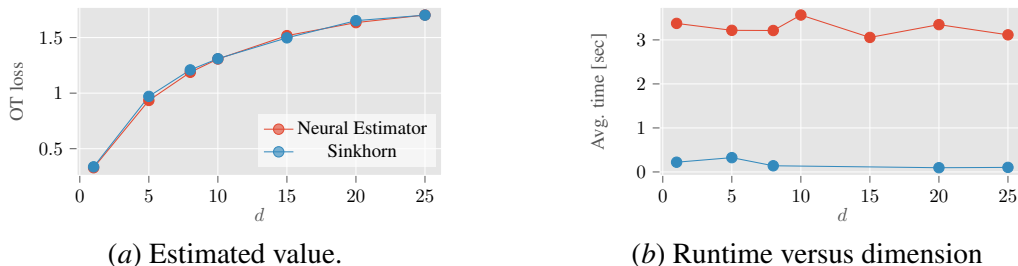 1.5
1
0.5
OT loss
Neural Estimator
Sinkhorn
0 5 10 15 20 25
d
(a) Estimated value.
3
2
1
0
Avg. time [sec]
0 5 10 15 20 25
d
(b) Runtime versus dimension